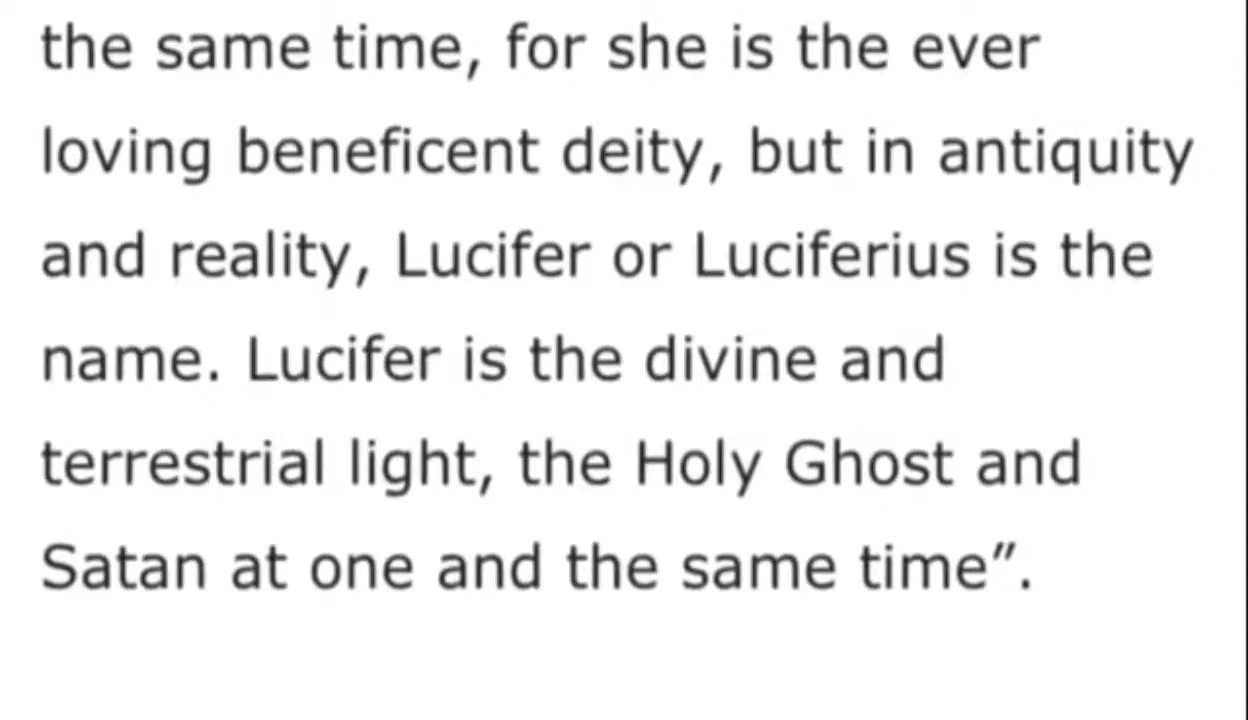 the same time, for she is the ever
loving beneficent deity, but in antiquity
and reality, Lucifer or Luciferius is the
name. Lucifer is the divine and
terrestrial light, the Holy Ghost and
Satan at one and the same time”.